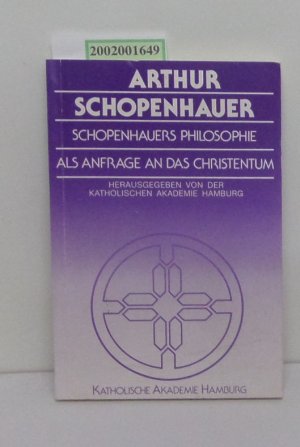 2002001649
ARTHUR
SCHOPENHAUER
SCHOPENHAUERS PHILOSOPHIE
ALS ANFRAGE AN DAS CHRISTENTUM
HERAUSGEGEBEN VON DER
KATHOLISCHEN AKADEMIE HAMBURG
KATHOLISCHE AKADEMIE HAMBURG